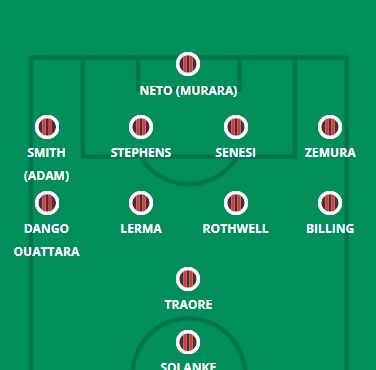 NETO (MURARA)
SMITH STEPHENS SENESI ZEMURA
(ADAM)
DANGO LERMA ROTHWELL BILLING
OUATTARA
TRAORE
SOLANKE